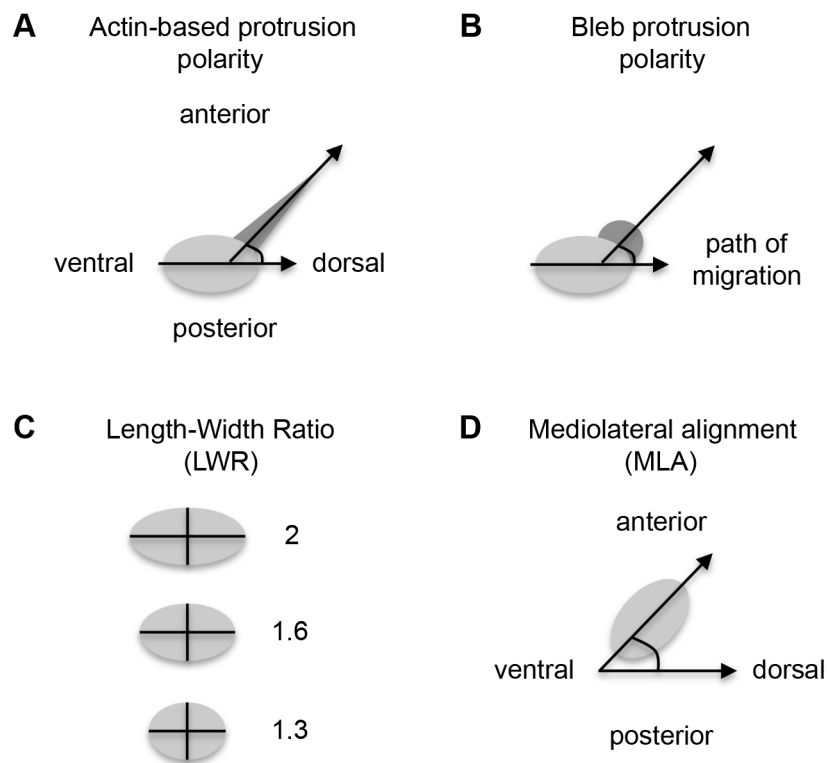 A
Actin-based protrusion
polarity
anterior
ventral
dorsal
posterior
B
Bleb protrusion
polarity
path of
migration
C
Length-Width Ratio
(LWR)
2
1.6
1.3
D
Mediolateral alignment
(MLA)
anterior
ventral
dorsal
posterior